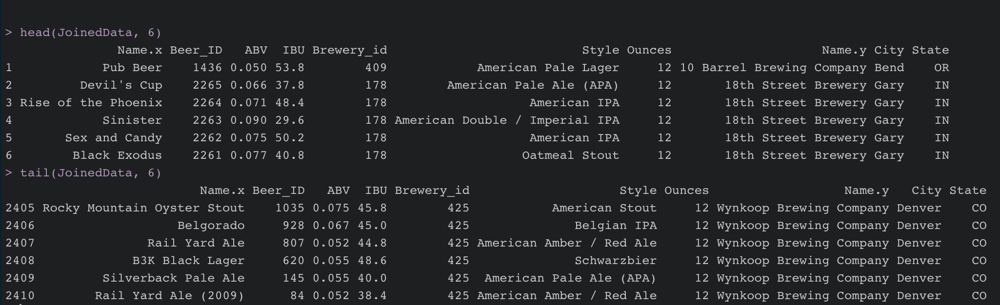 > head(JoinedData, 6)
Name.x Beer_ID ABV IBU Brewery_id Style Ounces Name.y City State
1 Pub Beer 1436 0.050 53.8 409 American Pale Lager 12 10 Barrel Brewing Company Bend OR
2 Devil's Cup 2265 0.066 37.8 178 American Pale Ale (APA) 12 18th Street Brewery Gary IN
3 Rise of the Phoenix 2264 0.071 48.4 178 American IPA 12 18th Street Brewery Gary IN
4 Sinister 2263 0.090 29.6 178 American Double / Imperial IPA 12 18th Street Brewery Gary IN
5 Sex and Candy 2262 0.075 50.2 178 American IPA 12 18th Street Brewery Gary IN
6 Black Exodus 2261 0.077 40.8 178 Oatmeal Stout 12 18th Street Brewery Gary IN
> tail(JoinedData, 6)
Name.x Beer_ID ABV IBU Brewery_id Style Ounces Name.y City State
2405 Rocky Mountain Oyster Stout 1035 0.075 45.8 425 American Stout 12 Wynkoop Brewing Company Denver CO
2406 Belgorado 928 0.067 45.0 425 Belgian IPA 12 Wynkoop Brewing Company Denver CO
2407 Rail Yard Ale 807 0.052 44.8 425 American Amber / Red Ale 12 Wynkoop Brewing Company Denver CO
2408 B3K Black Lager 620 0.055 48.6 425 Schwarzbier 12 Wynkoop Brewing Company Denver CO
2409 Silverback Pale Ale 145 0.055 40.0 425 American Pale Ale (APA) 12 Wynkoop Brewing Company Denver CO
2410 Rail Yard Ale (2009) 84 0.052 38.4 425 American Amber / Red Ale 12 Wynkoop Brewing Company Denver CO